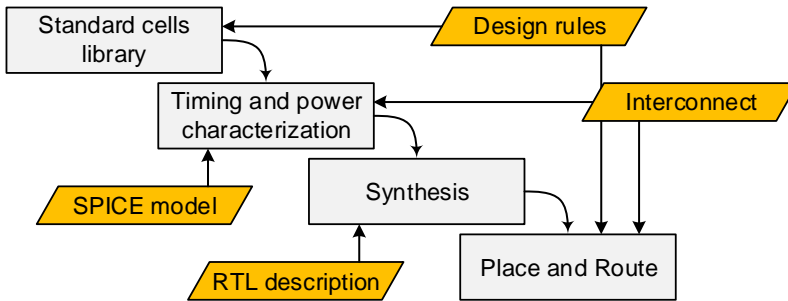 Standard cells
library
Design rules
Timing and power
characterization
Interconnect
SPICE model
Synthesis
RTL description
Place and Route